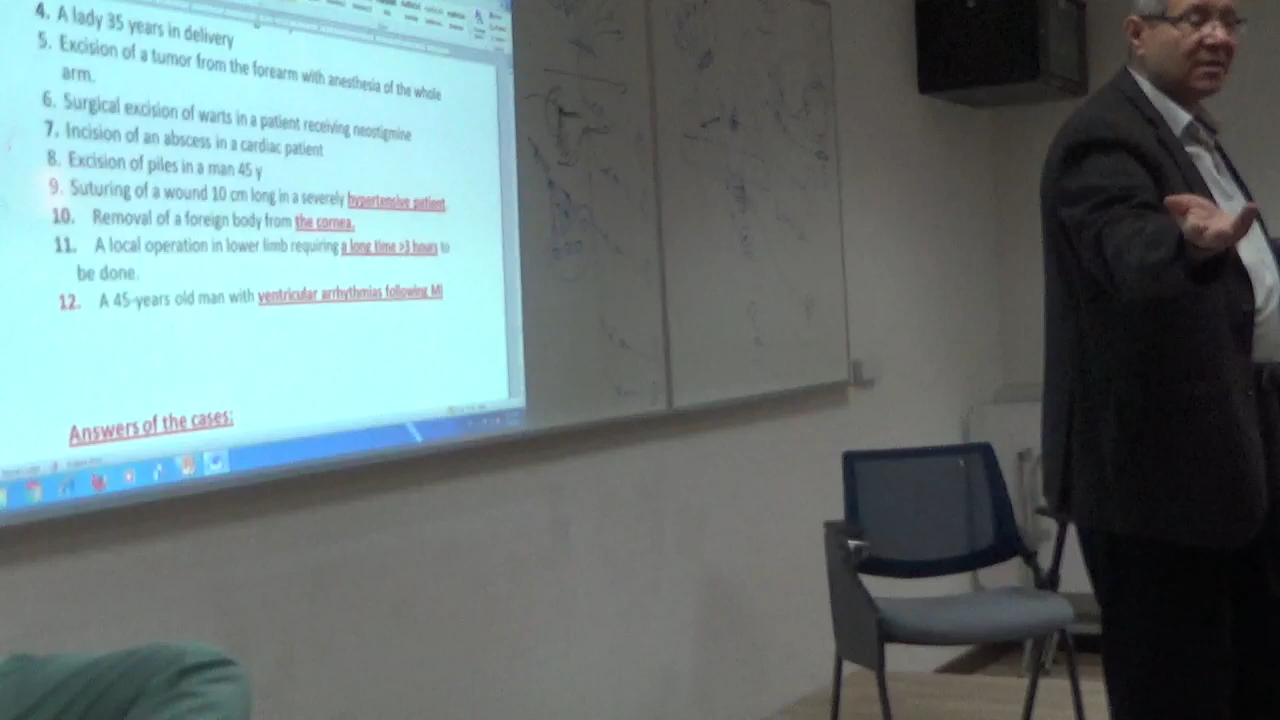 4. A lady 35 years in delivery
5. Excision of a tumor from the forearm with anesthesia of the whole
arm.
6. Surgical excision of warts in a patient receiving neostigmine
7. Incision of an abscess in a cardiac patient
8. Excision of piles in a man 45 y
9. Suturing of a wound 10 cm long in a severely hypertensive patient.
10. Removal of a foreign body from the cornea.
11. A local operation in lower limb requiring a long time >3 hours to
be done.
12. A 45-years old man with ventricular arrhythmias following MI
Answers of the cases: